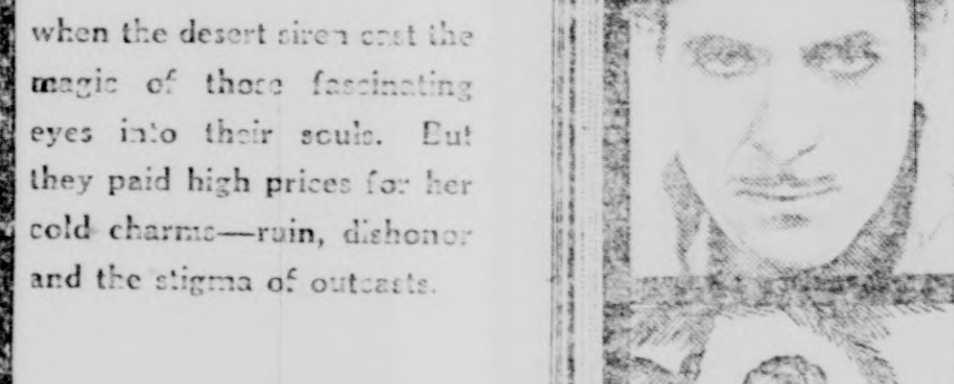 when the desert siren cast the
magic of those fascinating
eyes into their souls. But
they paid high prices for her
cold charms—ruin, dishonor
and the stigma of outcasts.